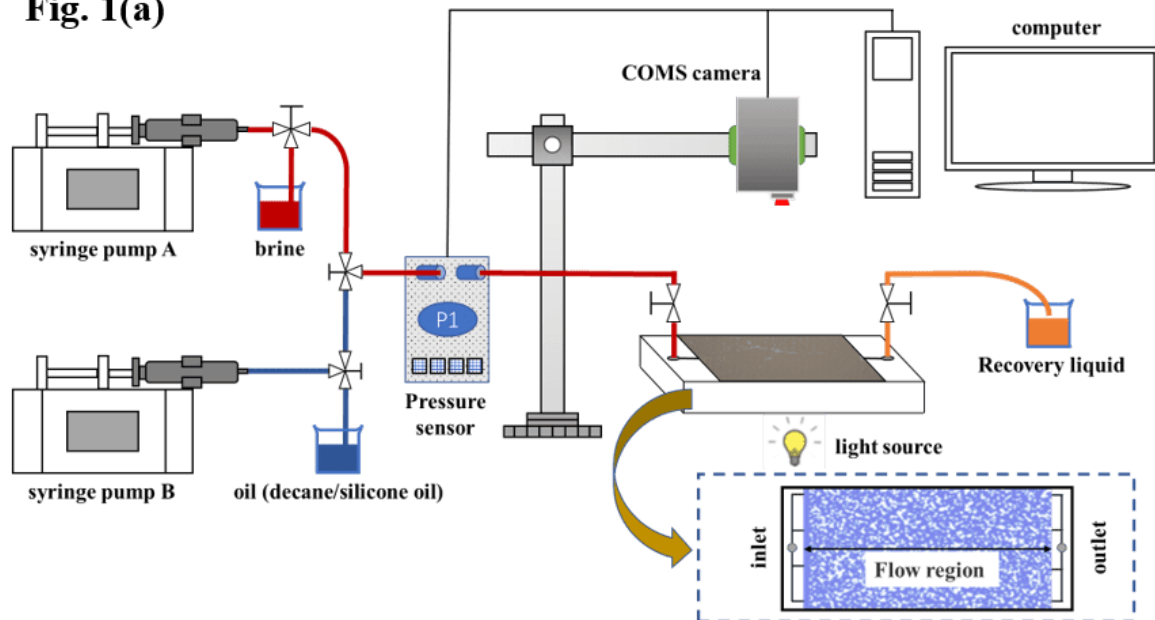 Fig. 1(a)
computer
COMS camera
syringe pump A
brine
P1
Pressure
sensor
Recovery liquid
light source
syringe pump B
oil (decane/silicone oil)
inlet
Flow region
outlet